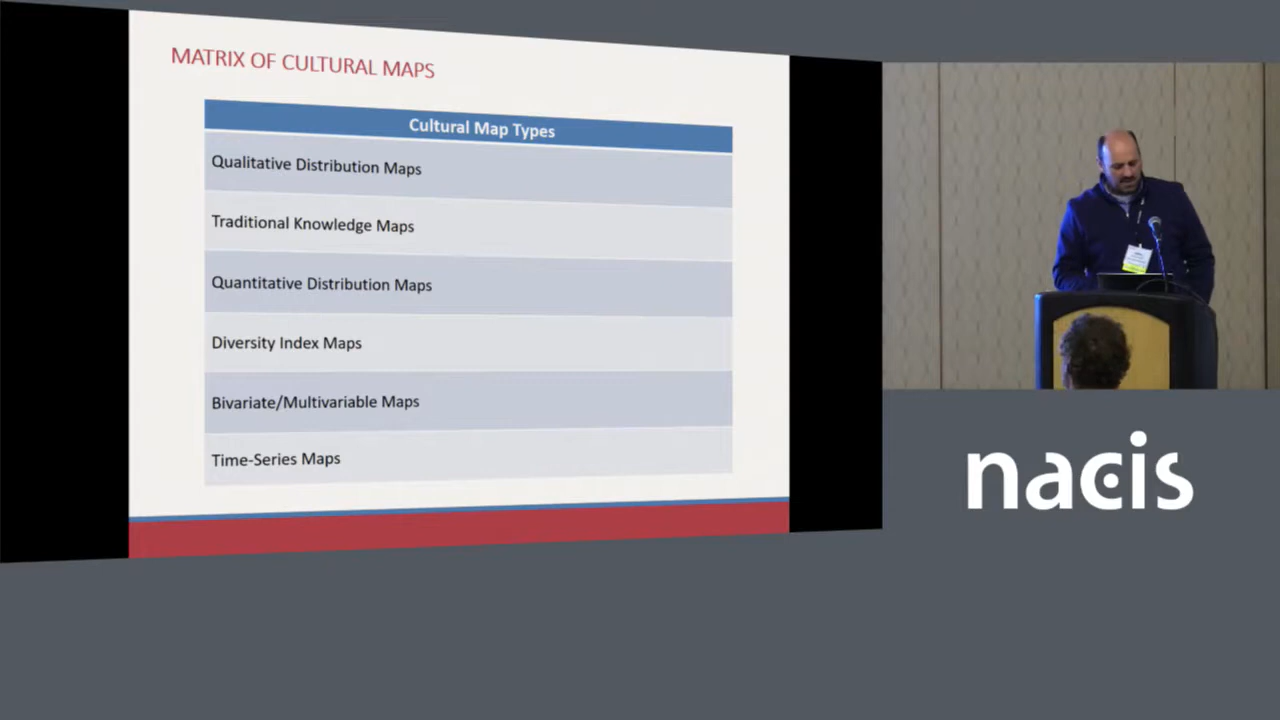 MATRIX OF CULTURAL MAPS
Cultural Map Types
Qualitative Distribution Maps
Traditional Knowledge Maps
Quantitative Distribution Maps
Diversity Index Maps
Bivariate/Multivariable Maps
Time-Series Maps
nacis